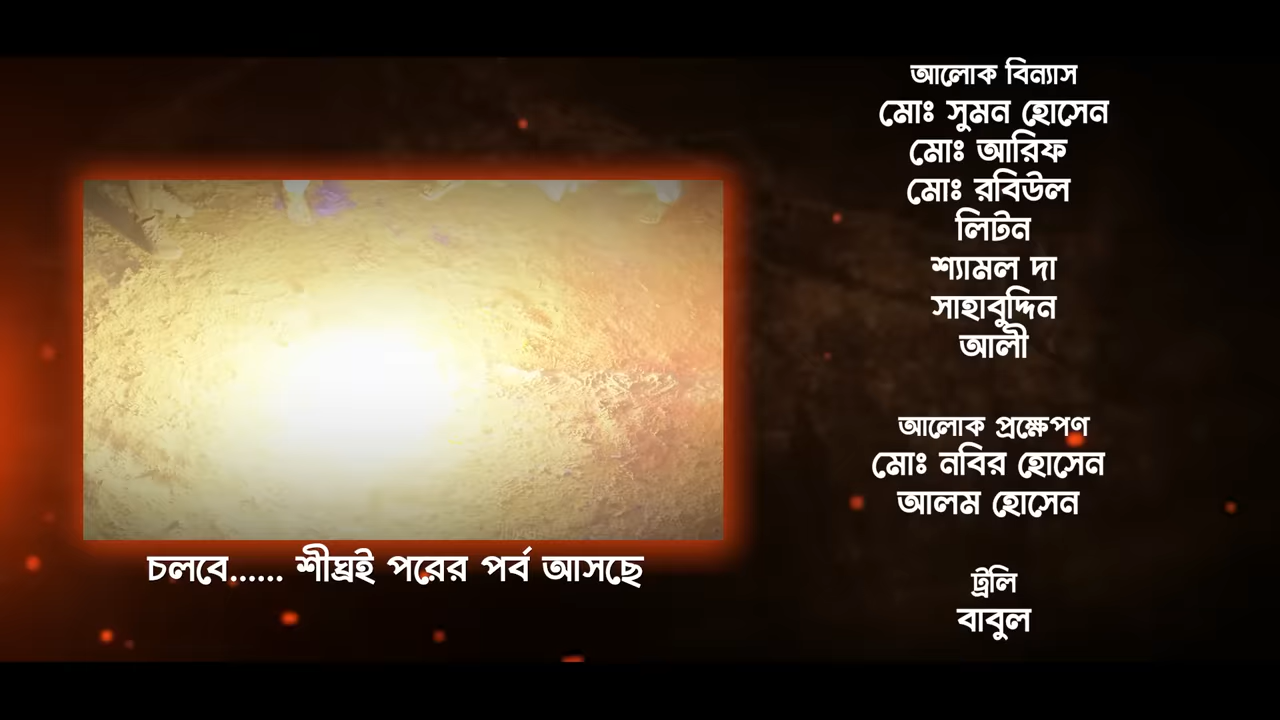 আলোক বিন্যাস
মোঃ সুমন হোসেন
মোঃ আরিফ
মোঃ রবিউল
লিটন
শ্যামল দা
সাহাবুদ্দিন
আলী
আলোক প্রক্ষেপণ
মোঃ নবির হোসেন
আলম হোসেন
ট্রলি
বাবুল
চলবে...... শীঘ্রই পরের পর্ব আসছে